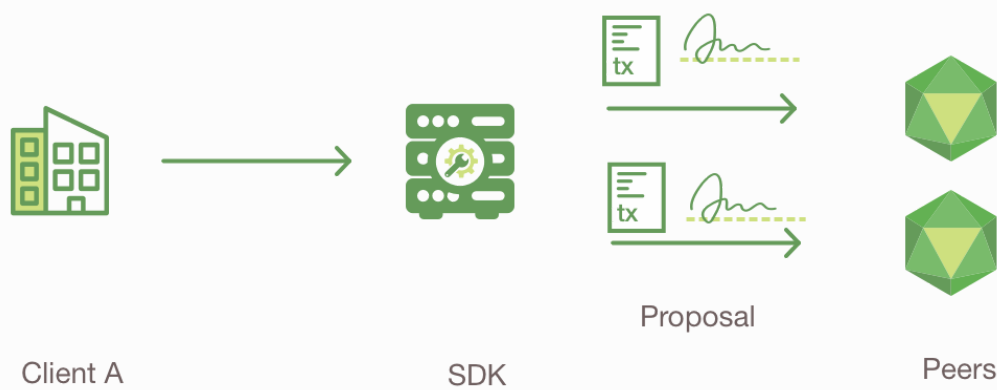 tx
tx
Proposal
Client A
SDK
Peers